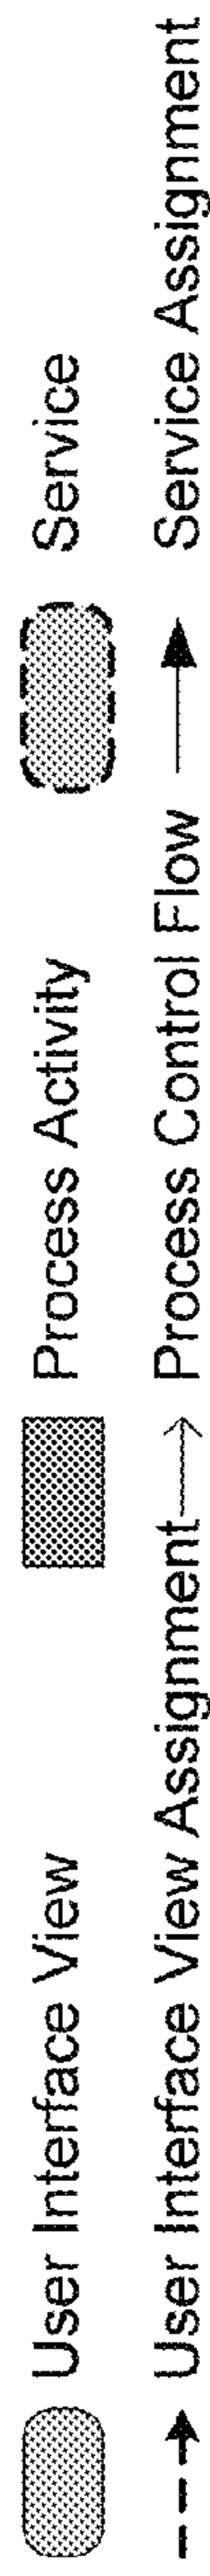 User Interface View Process Activity Service
User Interface View Assignment Process Control Flow Service Assignment